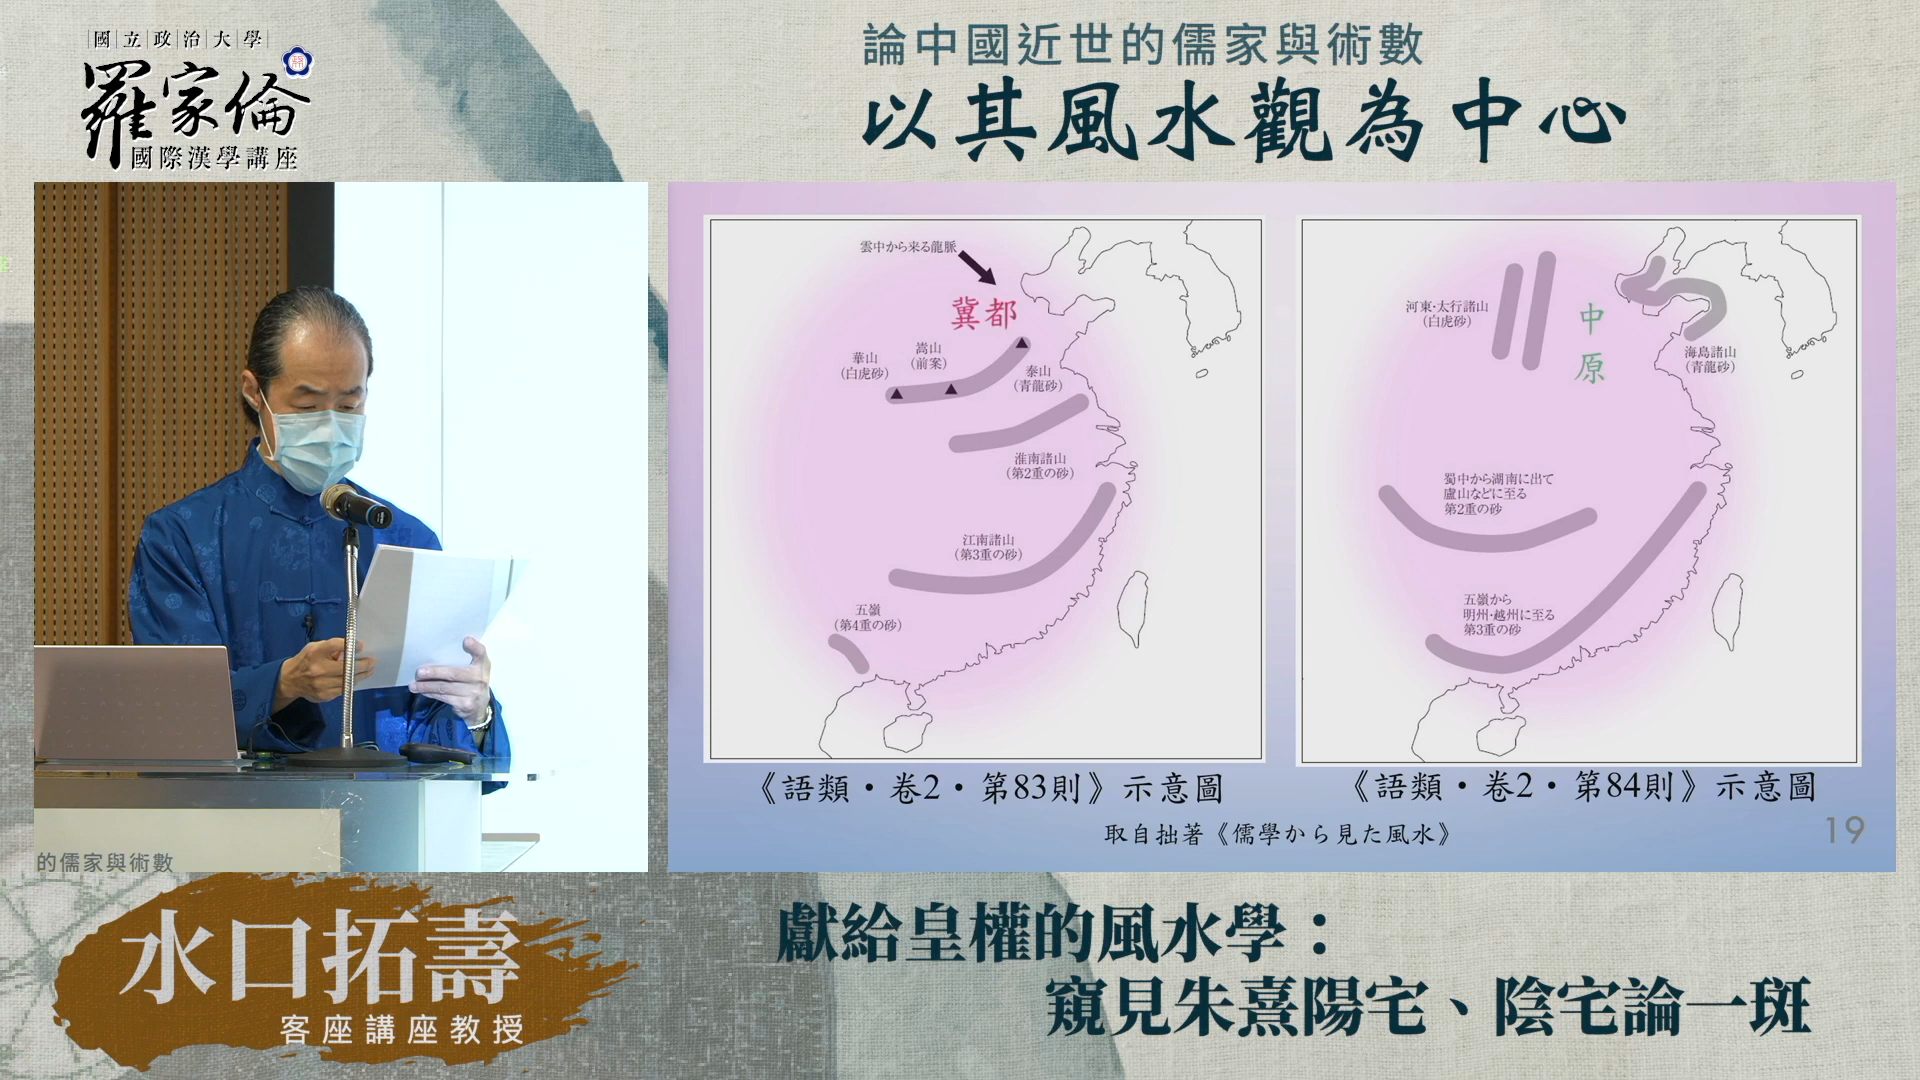 國立政治大學
羅家倫
國際漢學講座
論中國近世的儒家與術數
以其風水觀為中心
雲中から来る龍脈
冀都
華山
(白虎砂)
嵩山
(前案)
泰山
(青龍砂)
淮南諸山
(第2重の砂)
江南諸山
(第3重の砂)
五嶺
(第4重の砂)
《語類・卷2・第83則》示意圖
河東・太行諸山
(白虎砂)
中原
海島諸山
(青龍砂)
蜀中から湖南に出て
廬山などに至る
第2重の砂
五嶺から
明州・越州に至る
第3重の砂
《語類・卷2・第84則》示意圖
取自拙著《儒學から見た風水》
19
的儒家與術數
水口拓壽
客座講座教授
獻給皇權的風水學：
窺見朱熹陽宅、陰宅論一斑